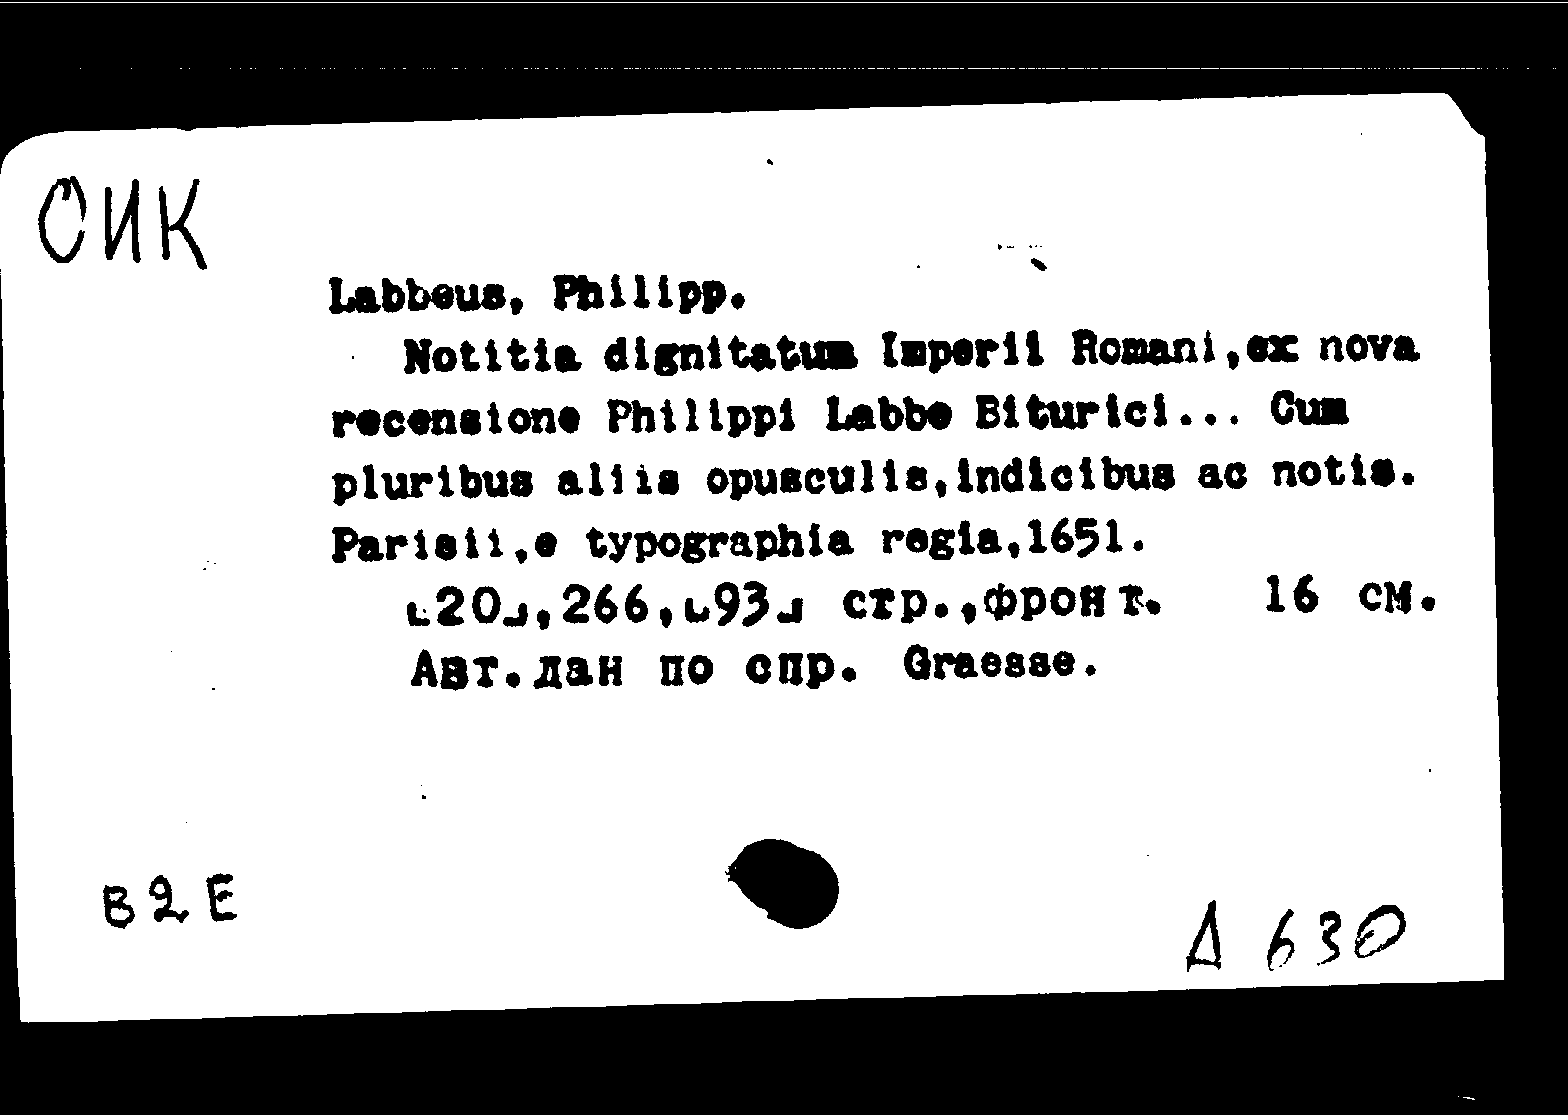 СИК
Labbeus, Philipp.
Notitia dignitatum Imperii Romani,ex nova
recensione Philippi Labbe Biturici... Cum
pluribus aliis opusculis,indicibus ac notis.
Parisii,e typographia regia,1651.
[20],266,[93] стр.,фронт. 16 см.
Авт.дан по спр. Graesse.
В2Е
Д 630